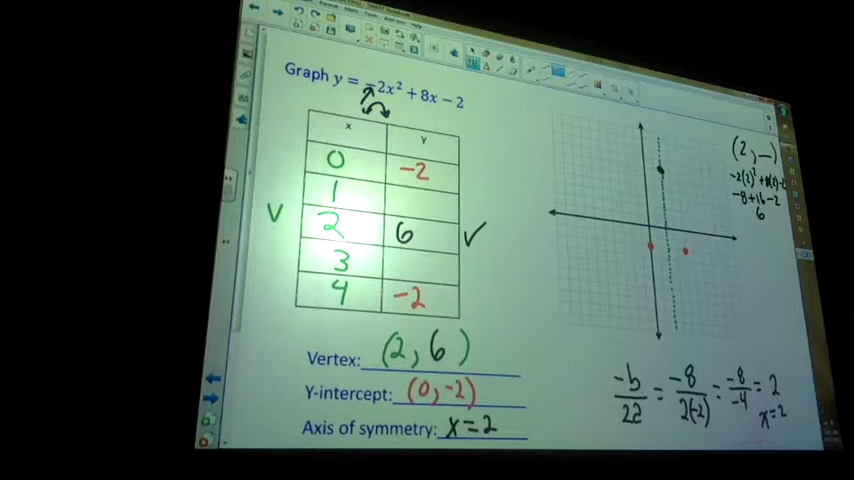 Graph y = -2x² + 8x - 2
x y
0 -2
1
2 6
3
4 -2
V ✓
Vertex: (2, 6)
Y-intercept: (0, -2)
Axis of symmetry: x=2
(2, _)
-2(2)² + 8(2) -2
-8+16-2
6
-b/22 = -8/2(-2) = -8/-4 = 2
x=2